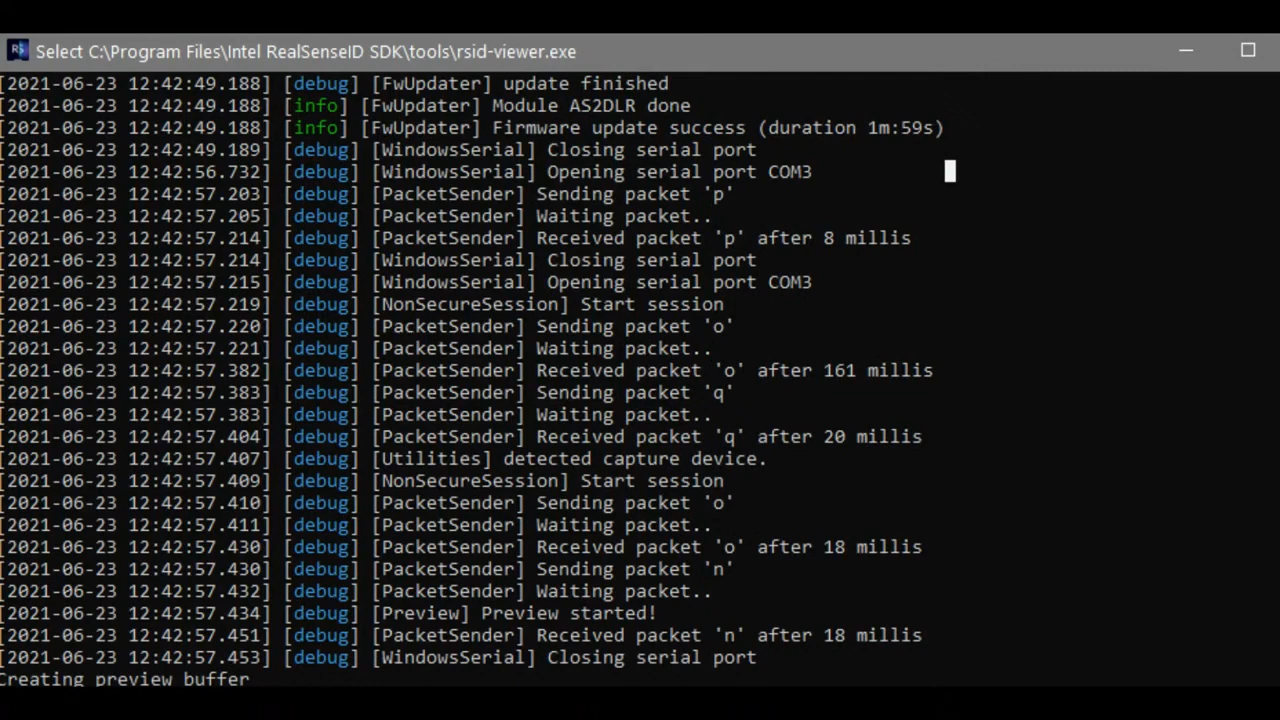 RS Select C:\Program Files\Intel RealSenseID SDK\tools\rsid-viewer.exe
[2021-06-23 12:42:49.188] [debug] [FwUpdater] update finished
[2021-06-23 12:42:49.188] [info] [FwUpdater] Module AS2DLR done
[2021-06-23 12:42:49.188] [info] [FwUpdater] Firmware update success (duration 1m:59s)
[2021-06-23 12:42:49.189] [debug] [WindowsSerial] Closing serial port
[2021-06-23 12:42:56.732] [debug] [WindowsSerial] Opening serial port COM3
[2021-06-23 12:42:57.203] [debug] [PacketSender] Sending packet 'p'
[2021-06-23 12:42:57.205] [debug] [PacketSender] Waiting packet..
[2021-06-23 12:42:57.214] [debug] [PacketSender] Received packet 'p' after 8 millis
[2021-06-23 12:42:57.214] [debug] [WindowsSerial] Closing serial port
[2021-06-23 12:42:57.215] [debug] [WindowsSerial] Opening serial port COM3
[2021-06-23 12:42:57.219] [debug] [NonSecureSession] Start session
[2021-06-23 12:42:57.220] [debug] [PacketSender] Sending packet 'o'
[2021-06-23 12:42:57.221] [debug] [PacketSender] Waiting packet..
[2021-06-23 12:42:57.382] [debug] [PacketSender] Received packet 'o' after 161 millis
[2021-06-23 12:42:57.383] [debug] [PacketSender] Sending packet 'q'
[2021-06-23 12:42:57.383] [debug] [PacketSender] Waiting packet..
[2021-06-23 12:42:57.404] [debug] [PacketSender] Received packet 'q' after 20 millis
[2021-06-23 12:42:57.407] [debug] [Utilities] detected capture device.
[2021-06-23 12:42:57.409] [debug] [NonSecureSession] Start session
[2021-06-23 12:42:57.410] [debug] [PacketSender] Sending packet 'o'
[2021-06-23 12:42:57.411] [debug] [PacketSender] Waiting packet..
[2021-06-23 12:42:57.430] [debug] [PacketSender] Received packet 'o' after 18 millis
[2021-06-23 12:42:57.430] [debug] [PacketSender] Sending packet 'n'
[2021-06-23 12:42:57.432] [debug] [PacketSender] Waiting packet..
[2021-06-23 12:42:57.434] [debug] [Preview] Preview started!
[2021-06-23 12:42:57.451] [debug] [PacketSender] Received packet 'n' after 18 millis
[2021-06-23 12:42:57.453] [debug] [WindowsSerial] Closing serial port
Creating preview buffer